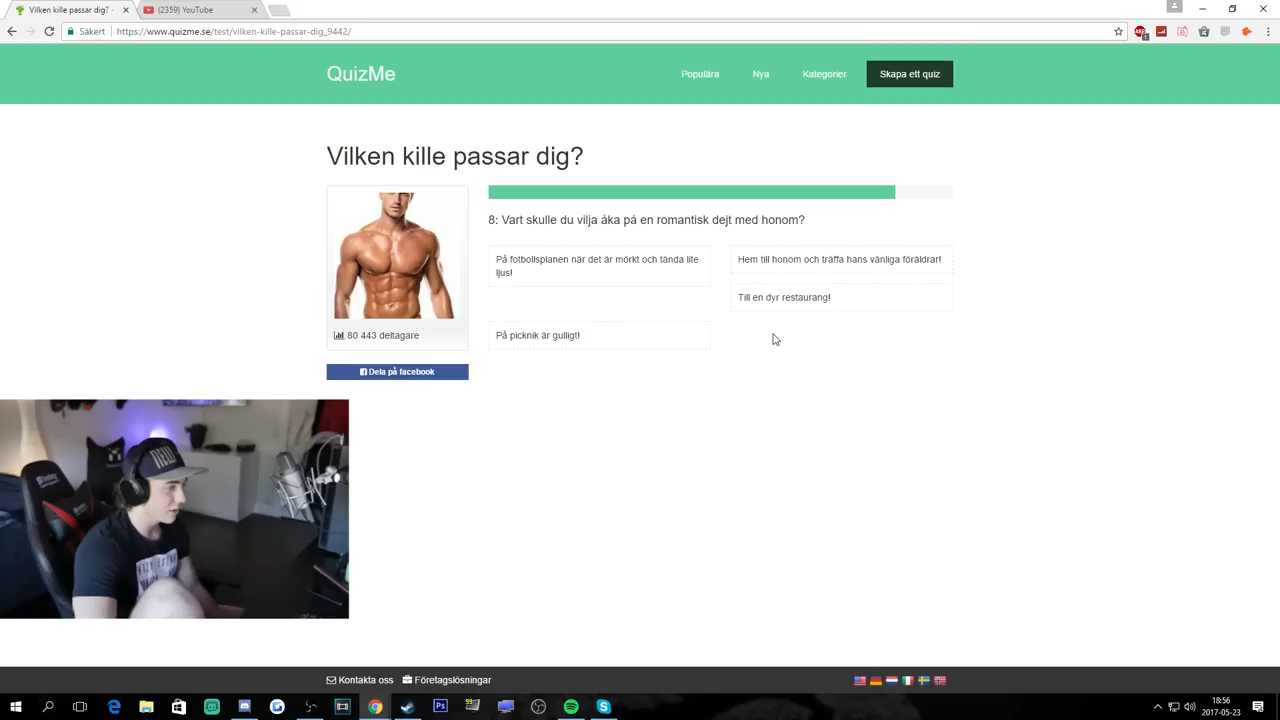 Vilken kille passar dig? -
(2359) YouTube
Säkert
https://www.quizme.se/test/vilken-kille-passar-dig_9442/
QuizMe
Populära
Nya
Kategorier
Skapa ett quiz
Vilken kille passar dig?
8: Vart skulle du vilja åka på en romantisk dejt med honom?
På fotbollsplanen när det är mörkt och tända lite
ljus!
Hem till honom och träffa hans vänliga föräldrar!
Till en dyr restaurang!
På picknik är gulligt!
80 443 deltagare
Dela på facebook
Kontakta oss
Företagslösningar
18:56
2017-05-23